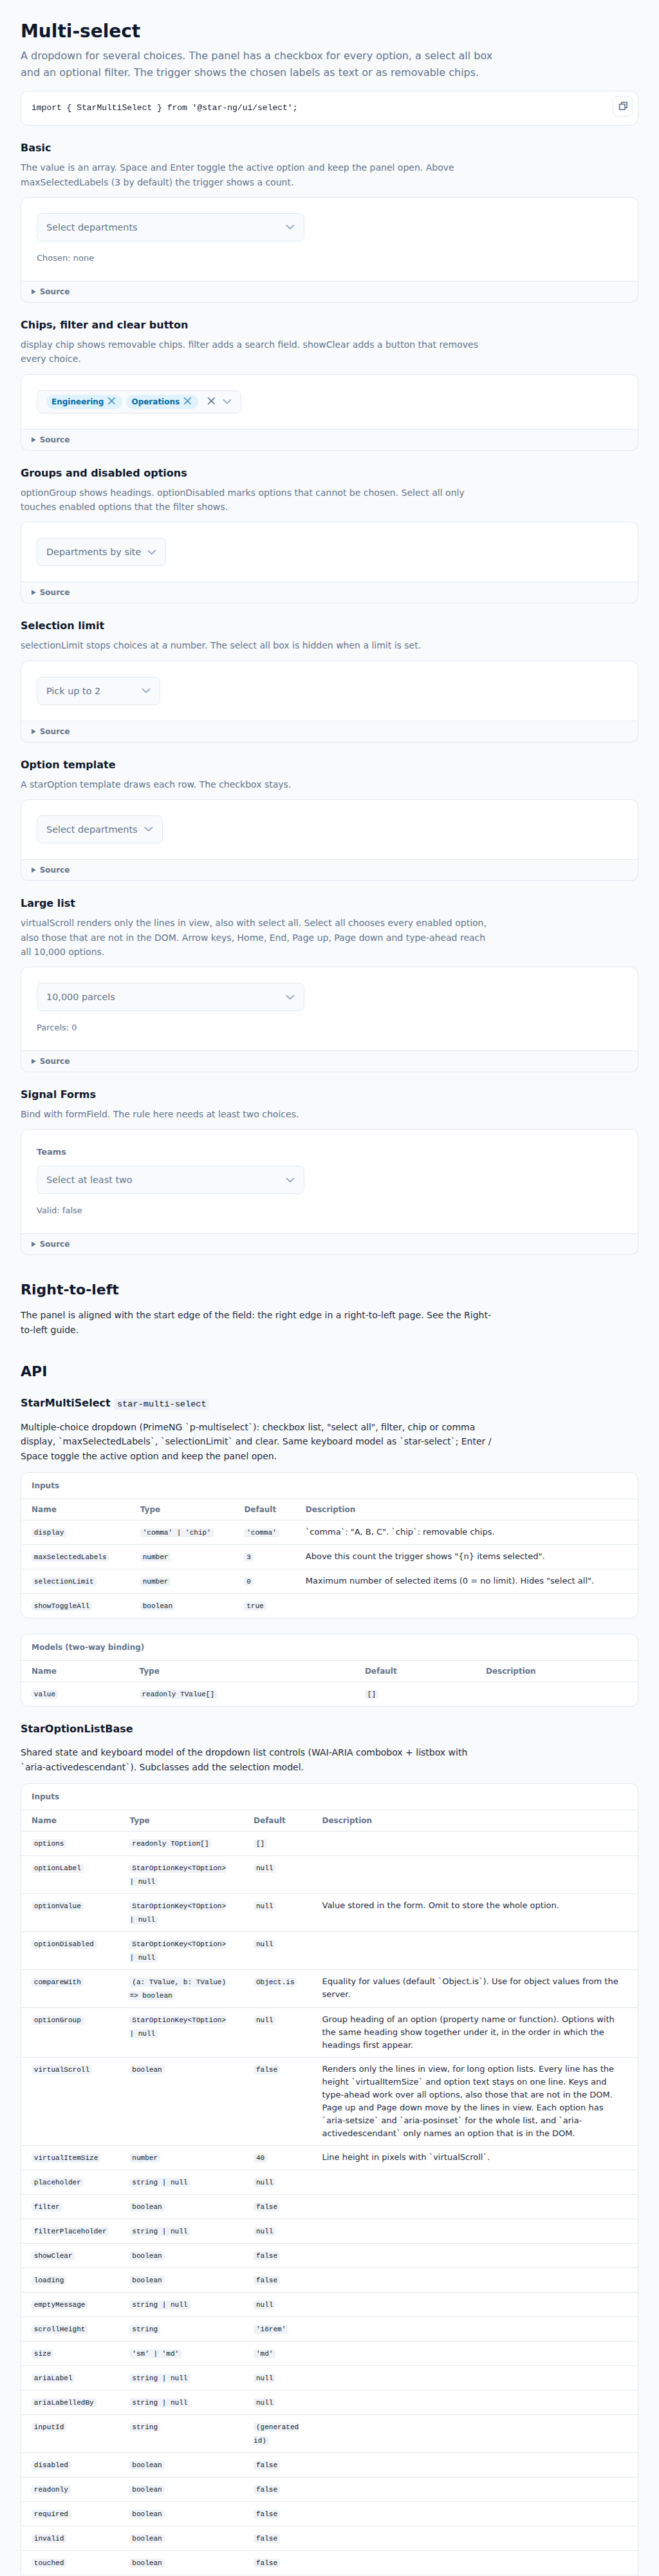 Multi-select
A dropdown for several choices. The panel has a checkbox for every option, a select all box
and an optional filter. The trigger shows the chosen labels as text or as removable chips.
import { StarMultiSelect } from '@star-ng/ui/select';
Basic
The value is an array. Space and Enter toggle the active option and keep the panel open. Above
maxSelectedLabels (3 by default) the trigger shows a count.
Select departments
Chosen: none
Source
Chips, filter and clear button
display chip shows removable chips. filter adds a search field. showClear adds a button that removes
every choice.
Engineering Operations
Source
Groups and disabled options
optionGroup shows headings. optionDisabled marks options that cannot be chosen. Select all only
touches enabled options that the filter shows.
Departments by site
Source
Selection limit
selectionLimit stops choices at a number. The select all box is hidden when a limit is set.
Pick up to 2
Source
Option template
A starOption template draws each row. The checkbox stays.
Select departments
Source
Large list
virtualScroll renders only the lines in view, also with select all. Select all chooses every enabled option,
also those that are not in the DOM. Arrow keys, Home, End, Page up, Page down and type-ahead reach
all 10,000 options.
10,000 parcels
Parcels: 0
Source
Signal Forms
Bind with formField. The rule here needs at least two choices.
Teams
Select at least two
Valid: false
Source
Right-to-left
The panel is aligned with the start edge of the field: the right edge in a right-to-left page. See the Right-
to-left guide.
API
StarMultiSelect star-multi-select
Multiple-choice dropdown (PrimeNG `p-multiselect`): checkbox list, "select all", filter, chip or comma
display, `maxSelectedLabels`, `selectionLimit` and clear. Same keyboard model as `star-select`; Enter /
Space toggle the active option and keep the panel open.
Inputs
Name Type Default Description
display 'comma' | 'chip' 'comma' `comma`: "A, B, C". `chip`: removable chips.
maxSelectedLabels number 3 Above this count the trigger shows "{n} items selected".
selectionLimit number 0 Maximum number of selected items (0 = no limit). Hides "select all".
showToggleAll boolean true
Models (two-way binding)
Name Type Default Description
value readonly TValue[] []
StarOptionListBase
Shared state and keyboard model of the dropdown list controls (WAI-ARIA combobox + listbox with
`aria-activedescendant`). Subclasses add the selection model.
Inputs
Name Type Default Description
options readonly TOption[] []
optionLabel StarOptionKey<TOption> null
| null
optionValue StarOptionKey<TOption> null Value stored in the form. Omit to store the whole option.
| null
optionDisabled StarOptionKey<TOption> null
| null
compareWith (a: TValue, b: TValue) Object.is Equality for values (default `Object.is`). Use for object values from the
=> boolean server.
optionGroup StarOptionKey<TOption> null Group heading of an option (property name or function). Options with
| null the same heading show together under it, in the order in which the
headings first appear.
virtualScroll boolean false Renders only the lines in view, for long option lists. Every line has the
height `virtualItemSize` and option text stays on one line. Keys and
type-ahead work over all options, also those that are not in the DOM.
Page up and Page down move by the lines in view. Each option has
`aria-setsize` and `aria-posinset` for the whole list, and `aria-
activedescendant` only names an option that is in the DOM.
virtualItemSize number 40 Line height in pixels with `virtualScroll`.
placeholder string | null null
filter boolean false
filterPlaceholder string | null null
showClear boolean false
loading boolean false
emptyMessage string | null null
scrollHeight string '16rem'
size 'sm' | 'md' 'md'
ariaLabel string | null null
ariaLabelledBy string | null null
inputId string (generated
id)
disabled boolean false
readonly boolean false
required boolean false
invalid boolean false
touched boolean false